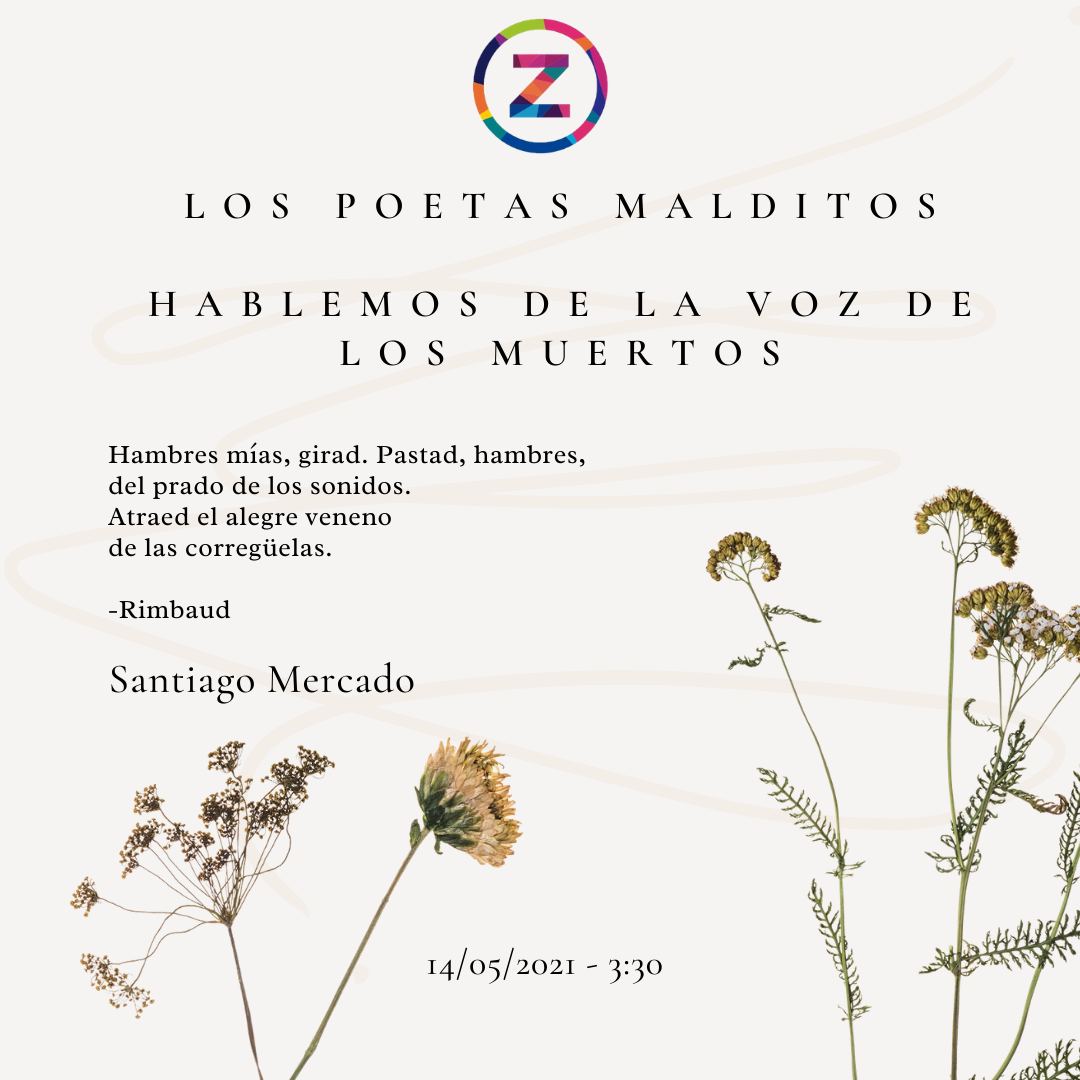 Z
LOS POETAS MALDITOS
HABLEMOS DE LA VOZ DE
LOS MUERTOS
Hambres mías, girad. Pastad, hambres,
del prado de los sonidos.
Atraed el alegre veneno
de las corregüelas.
-Rimbaud
Santiago Mercado
14/05/2021 - 3:30